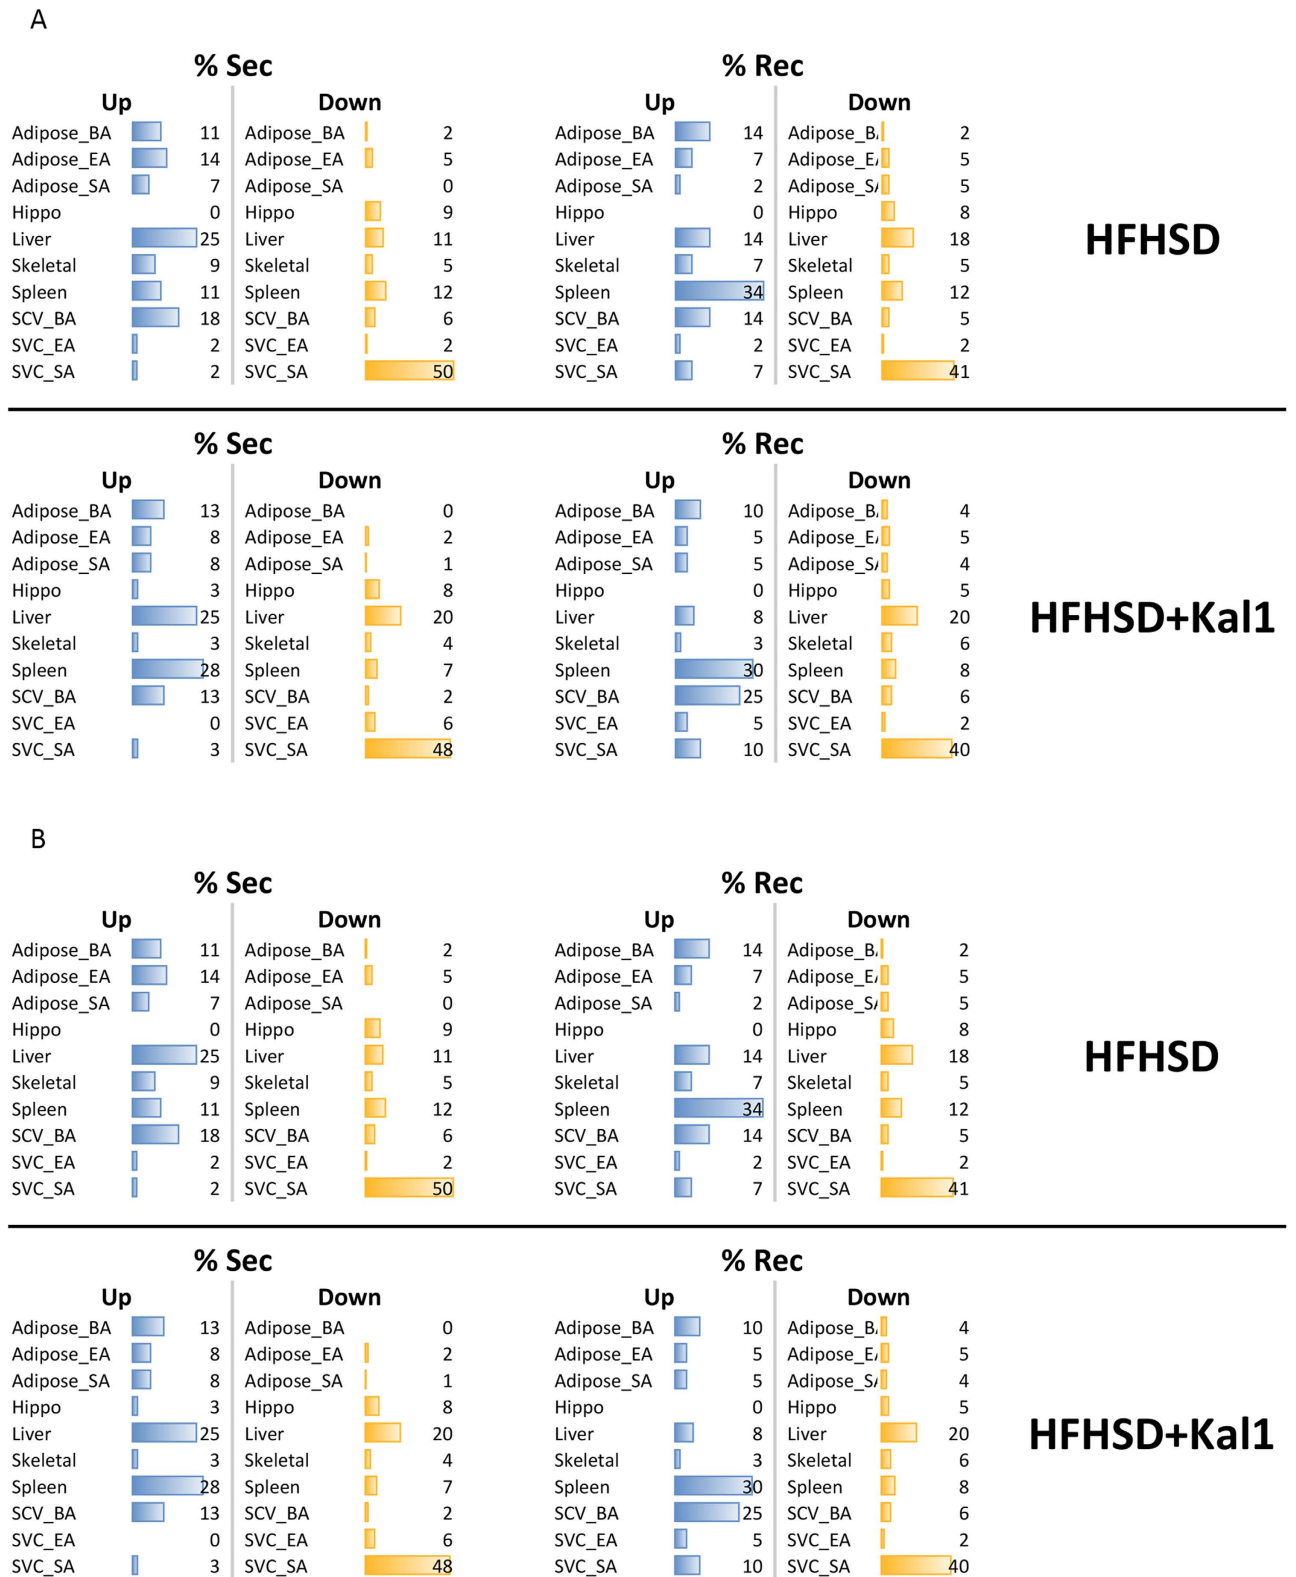 A
% Sec % Rec
Up Down Up Down
Adipose_BA 11 Adipose_BA 2 Adipose_BA 14 Adipose_B 2
Adipose_EA 14 Adipose_EA 5 Adipose_EA 7 Adipose_E 5
Adipose_SA 7 Adipose_SA 0 Adipose_SA 2 Adipose_S 5
Hippo 0 Hippo 9 Hippo 0 Hippo 8
Liver 25 Liver 11 Liver 14 Liver 18
HFHSD
Skeletal 9 Skeletal 5 Skeletal 7 Skeletal 5
Spleen 11 Spleen 12 Spleen 34 Spleen 12
SCV_BA 18 SCV_BA 6 SCV_BA 14 SCV_BA 5
SVC_EA 2 SVC_EA 2 SVC_EA 2 SVC_EA 2
SVC_SA 2 SVC_SA 50 SVC_SA 7 SVC_SA 41
% Sec % Rec
Up Down Up Down
Adipose_BA 13 Adipose_BA 0 Adipose_BA 10 Adipose_B 4
Adipose_EA 8 Adipose_EA 2 Adipose_EA 5 Adipose_E 5
Adipose_SA 8 Adipose_SA 1 Adipose_SA 5 Adipose_S 4
Hippo 3 Hippo 8 Hippo 0 Hippo 5
Liver 25 Liver 20 Liver 8 Liver 20
HFHSD+Kal1
Skeletal 3 Skeletal 4 Skeletal 3 Skeletal 6
Spleen 28 Spleen 7 Spleen 30 Spleen 8
SCV_BA 13 SCV_BA 2 SCV_BA 25 SCV_BA 6
SVC_EA 0 SVC_EA 6 SVC_EA 5 SVC_EA 2
SVC_SA 3 SVC_SA 48 SVC_SA 10 SVC_SA 40
B
% Sec % Rec
Up Down Up Down
Adipose_BA 11 Adipose_BA 2 Adipose_BA 14 Adipose_B 2
Adipose_EA 14 Adipose_EA 5 Adipose_EA 7 Adipose_E 5
Adipose_SA 7 Adipose_SA 0 Adipose_SA 2 Adipose_S 5
Hippo 0 Hippo 9 Hippo 0 Hippo 8
Liver 25 Liver 11 Liver 14 Liver 18
HFHSD
Skeletal 9 Skeletal 5 Skeletal 7 Skeletal 5
Spleen 11 Spleen 12 Spleen 34 Spleen 12
SCV_BA 18 SCV_BA 6 SCV_BA 14 SCV_BA 5
SVC_EA 2 SVC_EA 2 SVC_EA 2 SVC_EA 2
SVC_SA 2 SVC_SA 50 SVC_SA 7 SVC_SA 41
% Sec % Rec
Up Down Up Down
Adipose_BA 13 Adipose_BA 0 Adipose_BA 10 Adipose_B 4
Adipose_EA 8 Adipose_EA 2 Adipose_EA 5 Adipose_E 5
Adipose_SA 8 Adipose_SA 1 Adipose_SA 5 Adipose_S 4
Hippo 3 Hippo 8 Hippo 0 Hippo 5
Liver 25 Liver 20 Liver 8 Liver 20
HFHSD+Kal1
Skeletal 3 Skeletal 4 Skeletal 3 Skeletal 6
Spleen 28 Spleen 7 Spleen 30 Spleen 8
SCV_BA 13 SCV_BA 2 SCV_BA 25 SCV_BA 6
SVC_EA 0 SVC_EA 6 SVC_EA 5 SVC_EA 2
SVC_SA 3 SVC_SA 48 SVC_SA 10 SVC_SA 40